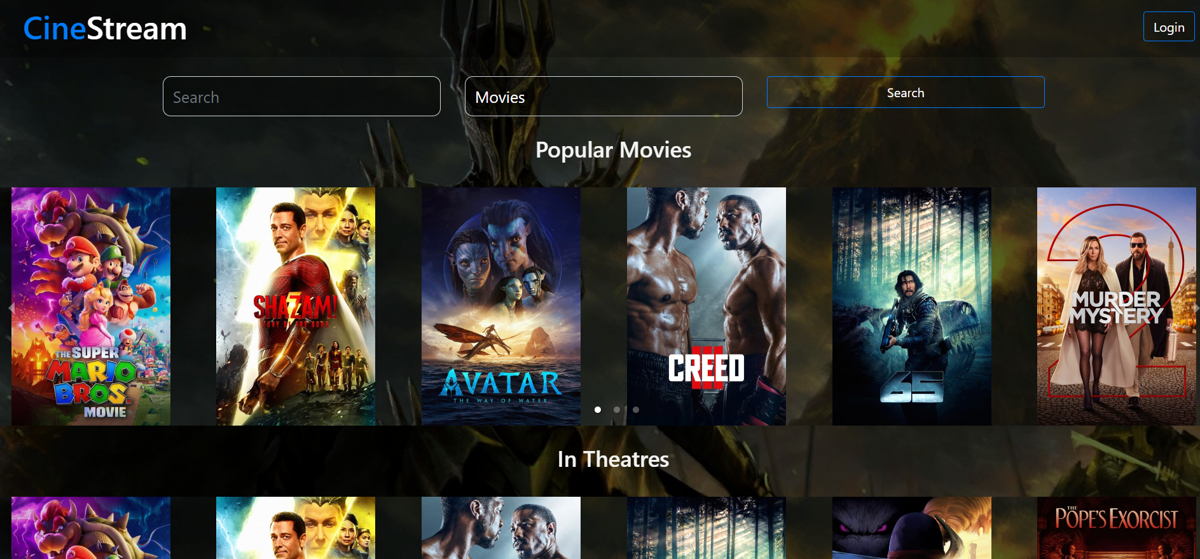 CineStream
Login
Search
Movies
Search
Popular Movies
THE SUPER
MARIO
BROS.
MOVIE
SHAZAM!
FURY OF THE GODS
AVATAR
THE WAY OF WATER
CREED
III
65
2
MURDER
MYSTERY
In Theatres
THE
POPE'S EXORCIST